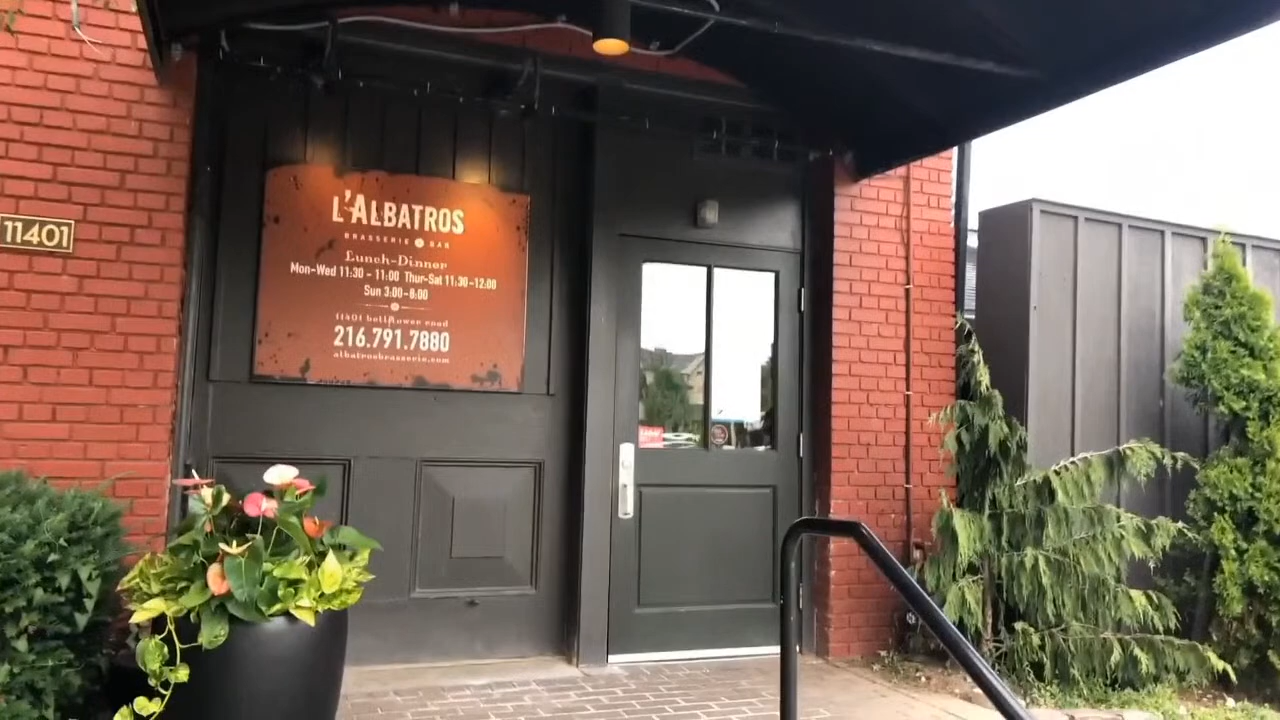 11401
L'ALBATROS
BRASSERIE BAR
Lunch-Dinner
Mon-Wed 11:30 - 11:00 Thur-Sat 11:30-12:00
Sun 3:00-8:00
11401 bellflower road
216.791.7880
albatrosbrasserie.com